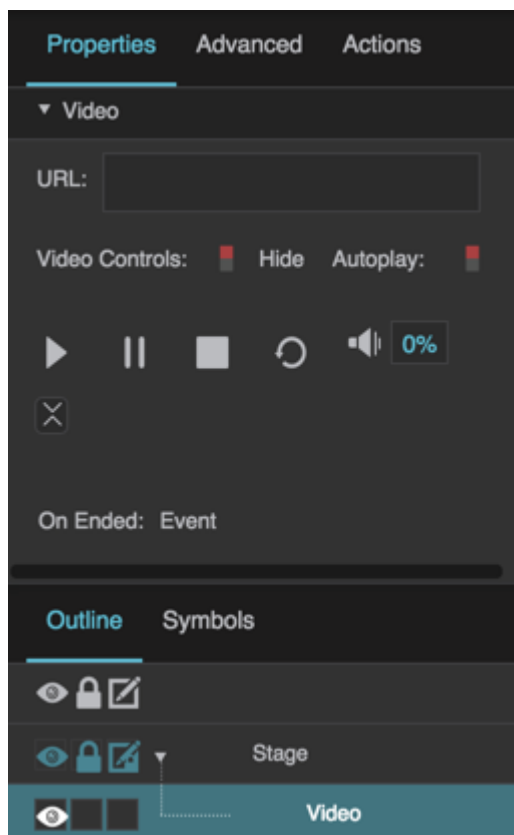 Properties Advanced Actions
Video
URL:
Video Controls: Hide Autoplay:
0%
On Ended: Event
Outline Symbols
Stage
Video